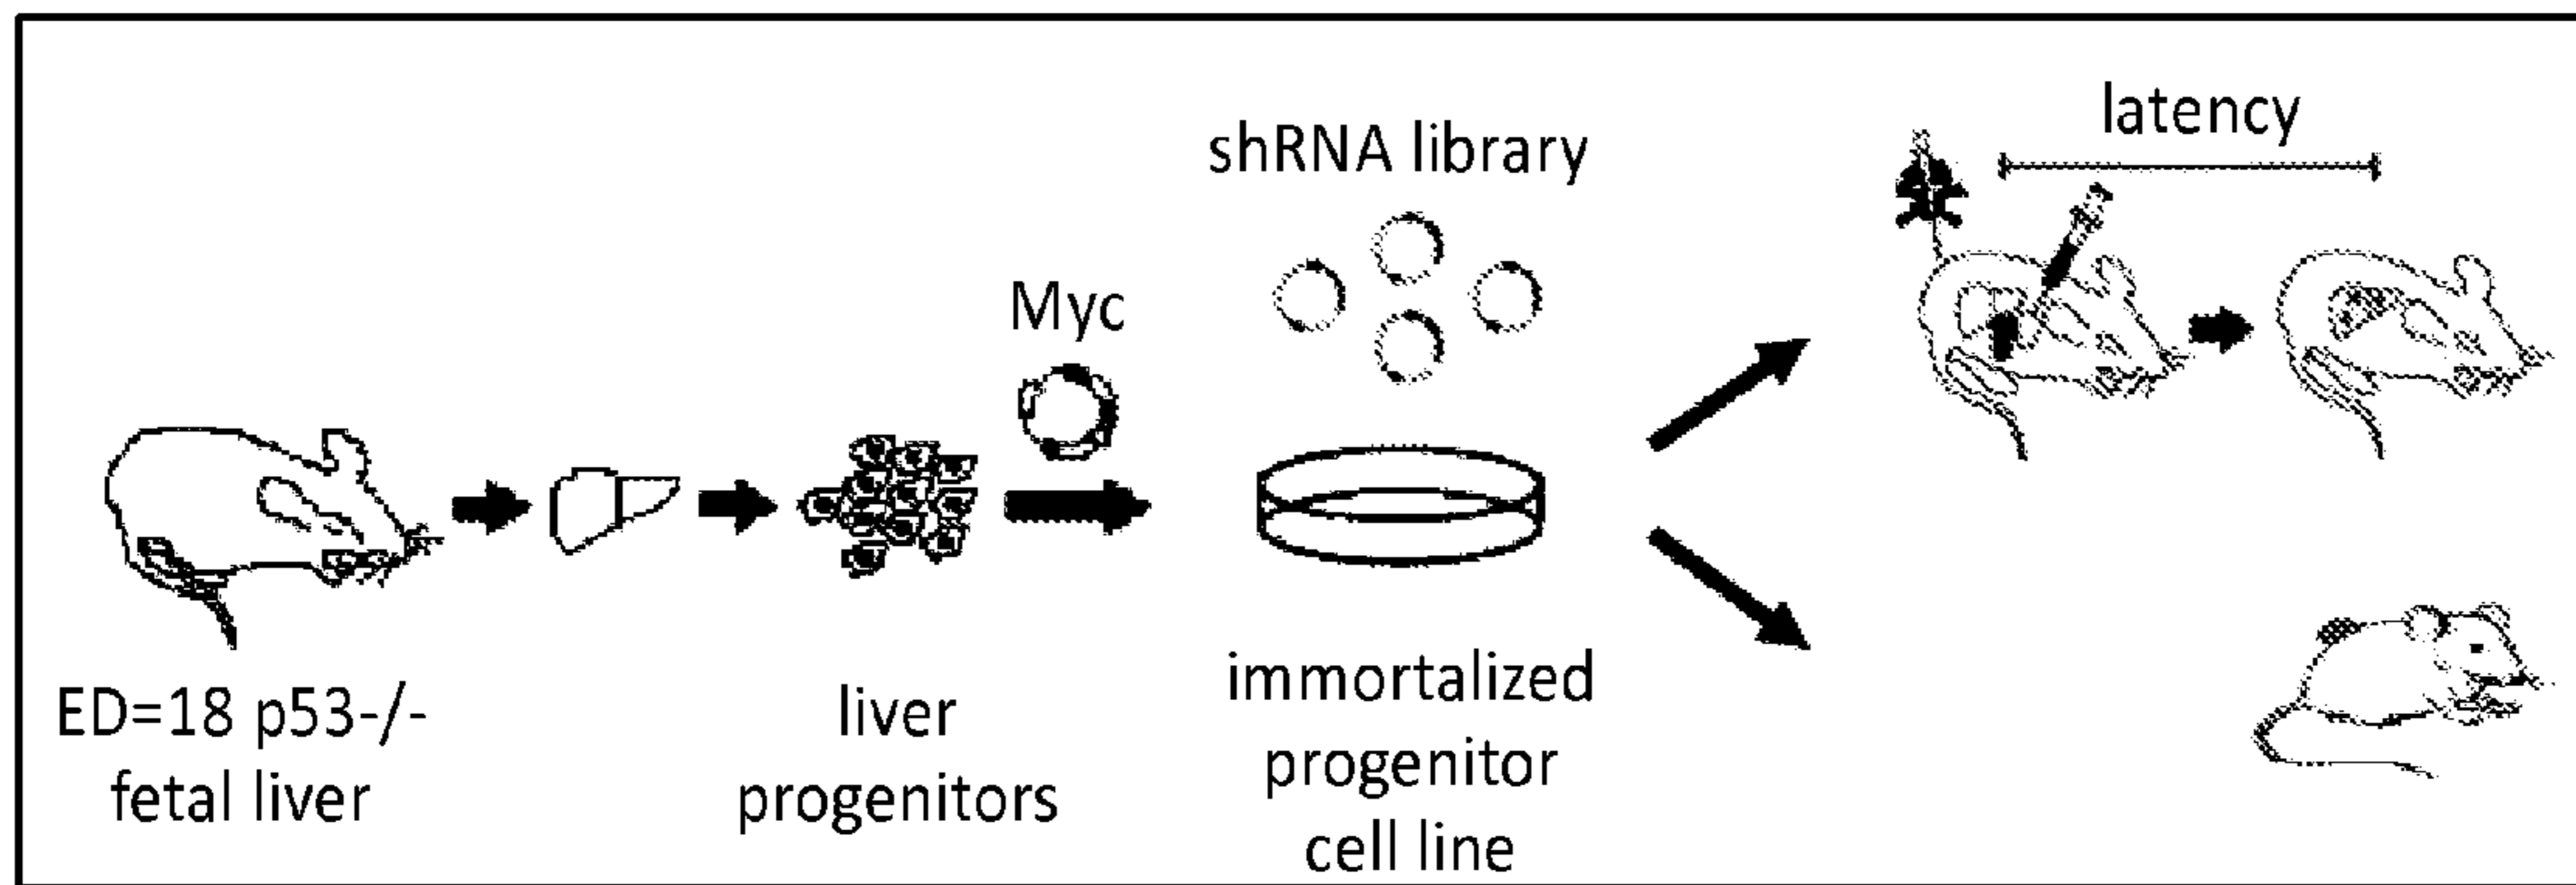 latency
shRNA library
Myc
ED=18 p53-/-
fetal liver
liver
progenitors
immortalized
progenitor
cell line